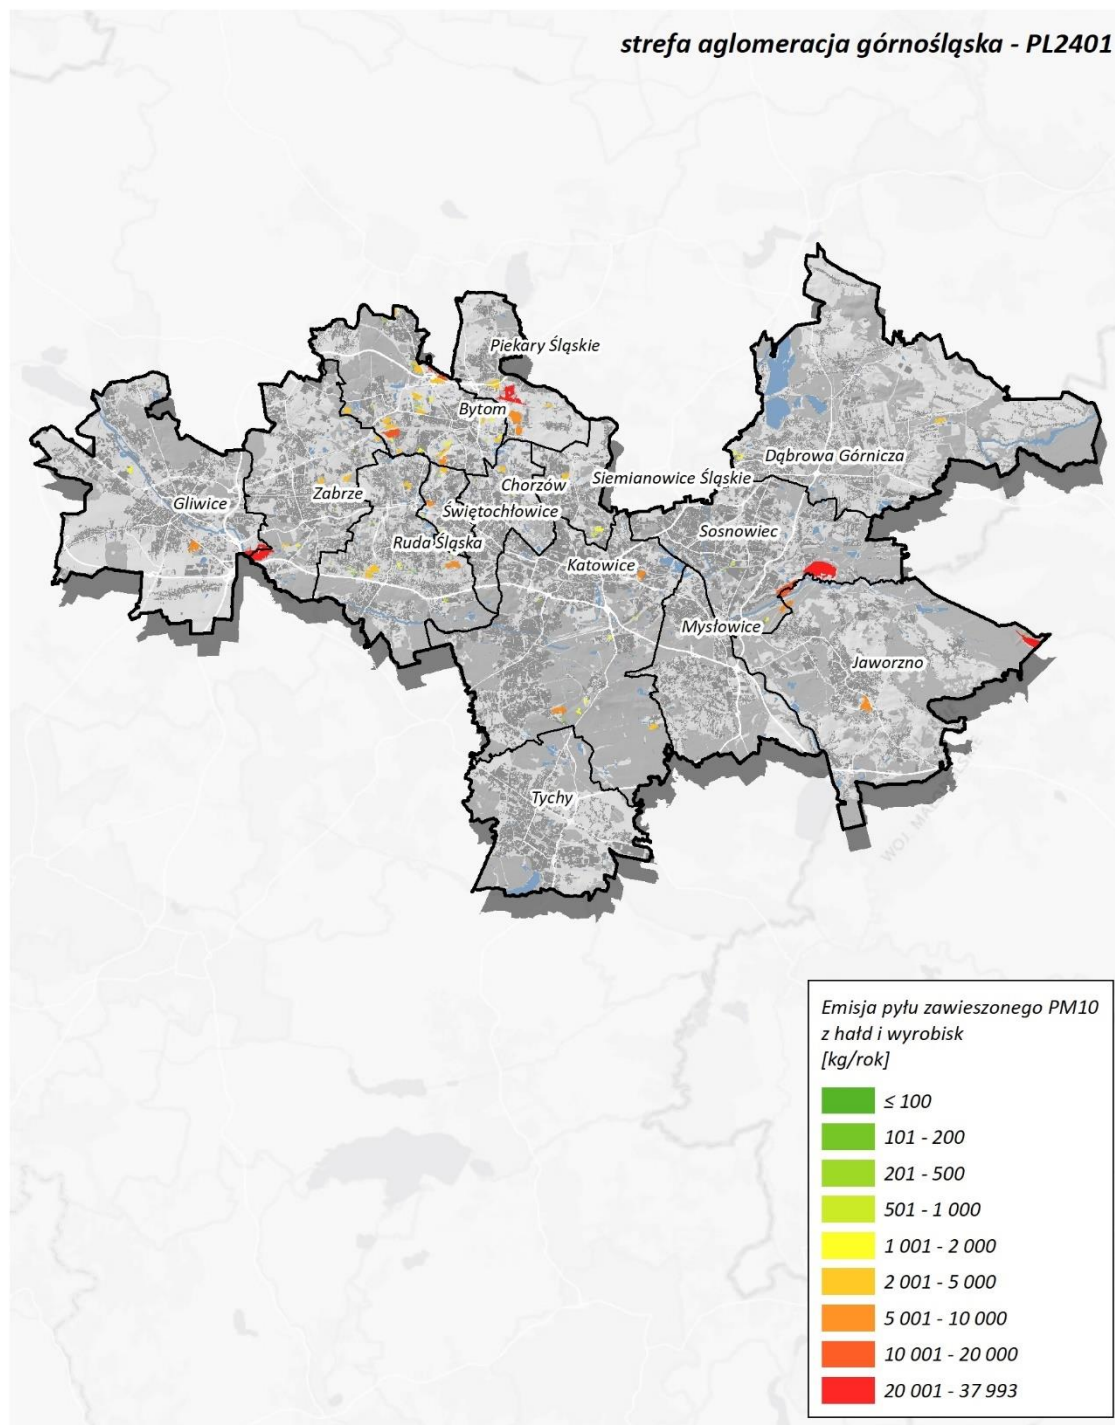 strefa aglomeracja górnośląska - PL2401
Piekary Śląskie
Bytom
Dąbrowa Górnicza
Siemianowice Śląskie
Chorzów
Zabrze
Gliwice
Świętochłowice
Sosnowiec
Ruda Śląska
Katowice
Mysłowice
Jaworzno
Tychy
Emisja pyłu zawieszonego PM10
z hałd i wyrobisk
[kg/rok]
≤ 100
101 - 200
201 - 500
501 - 1 000
1 001 - 2 000
2 001 - 5 000
5 001 - 10 000
10 001 - 20 000
20 001 - 37 993